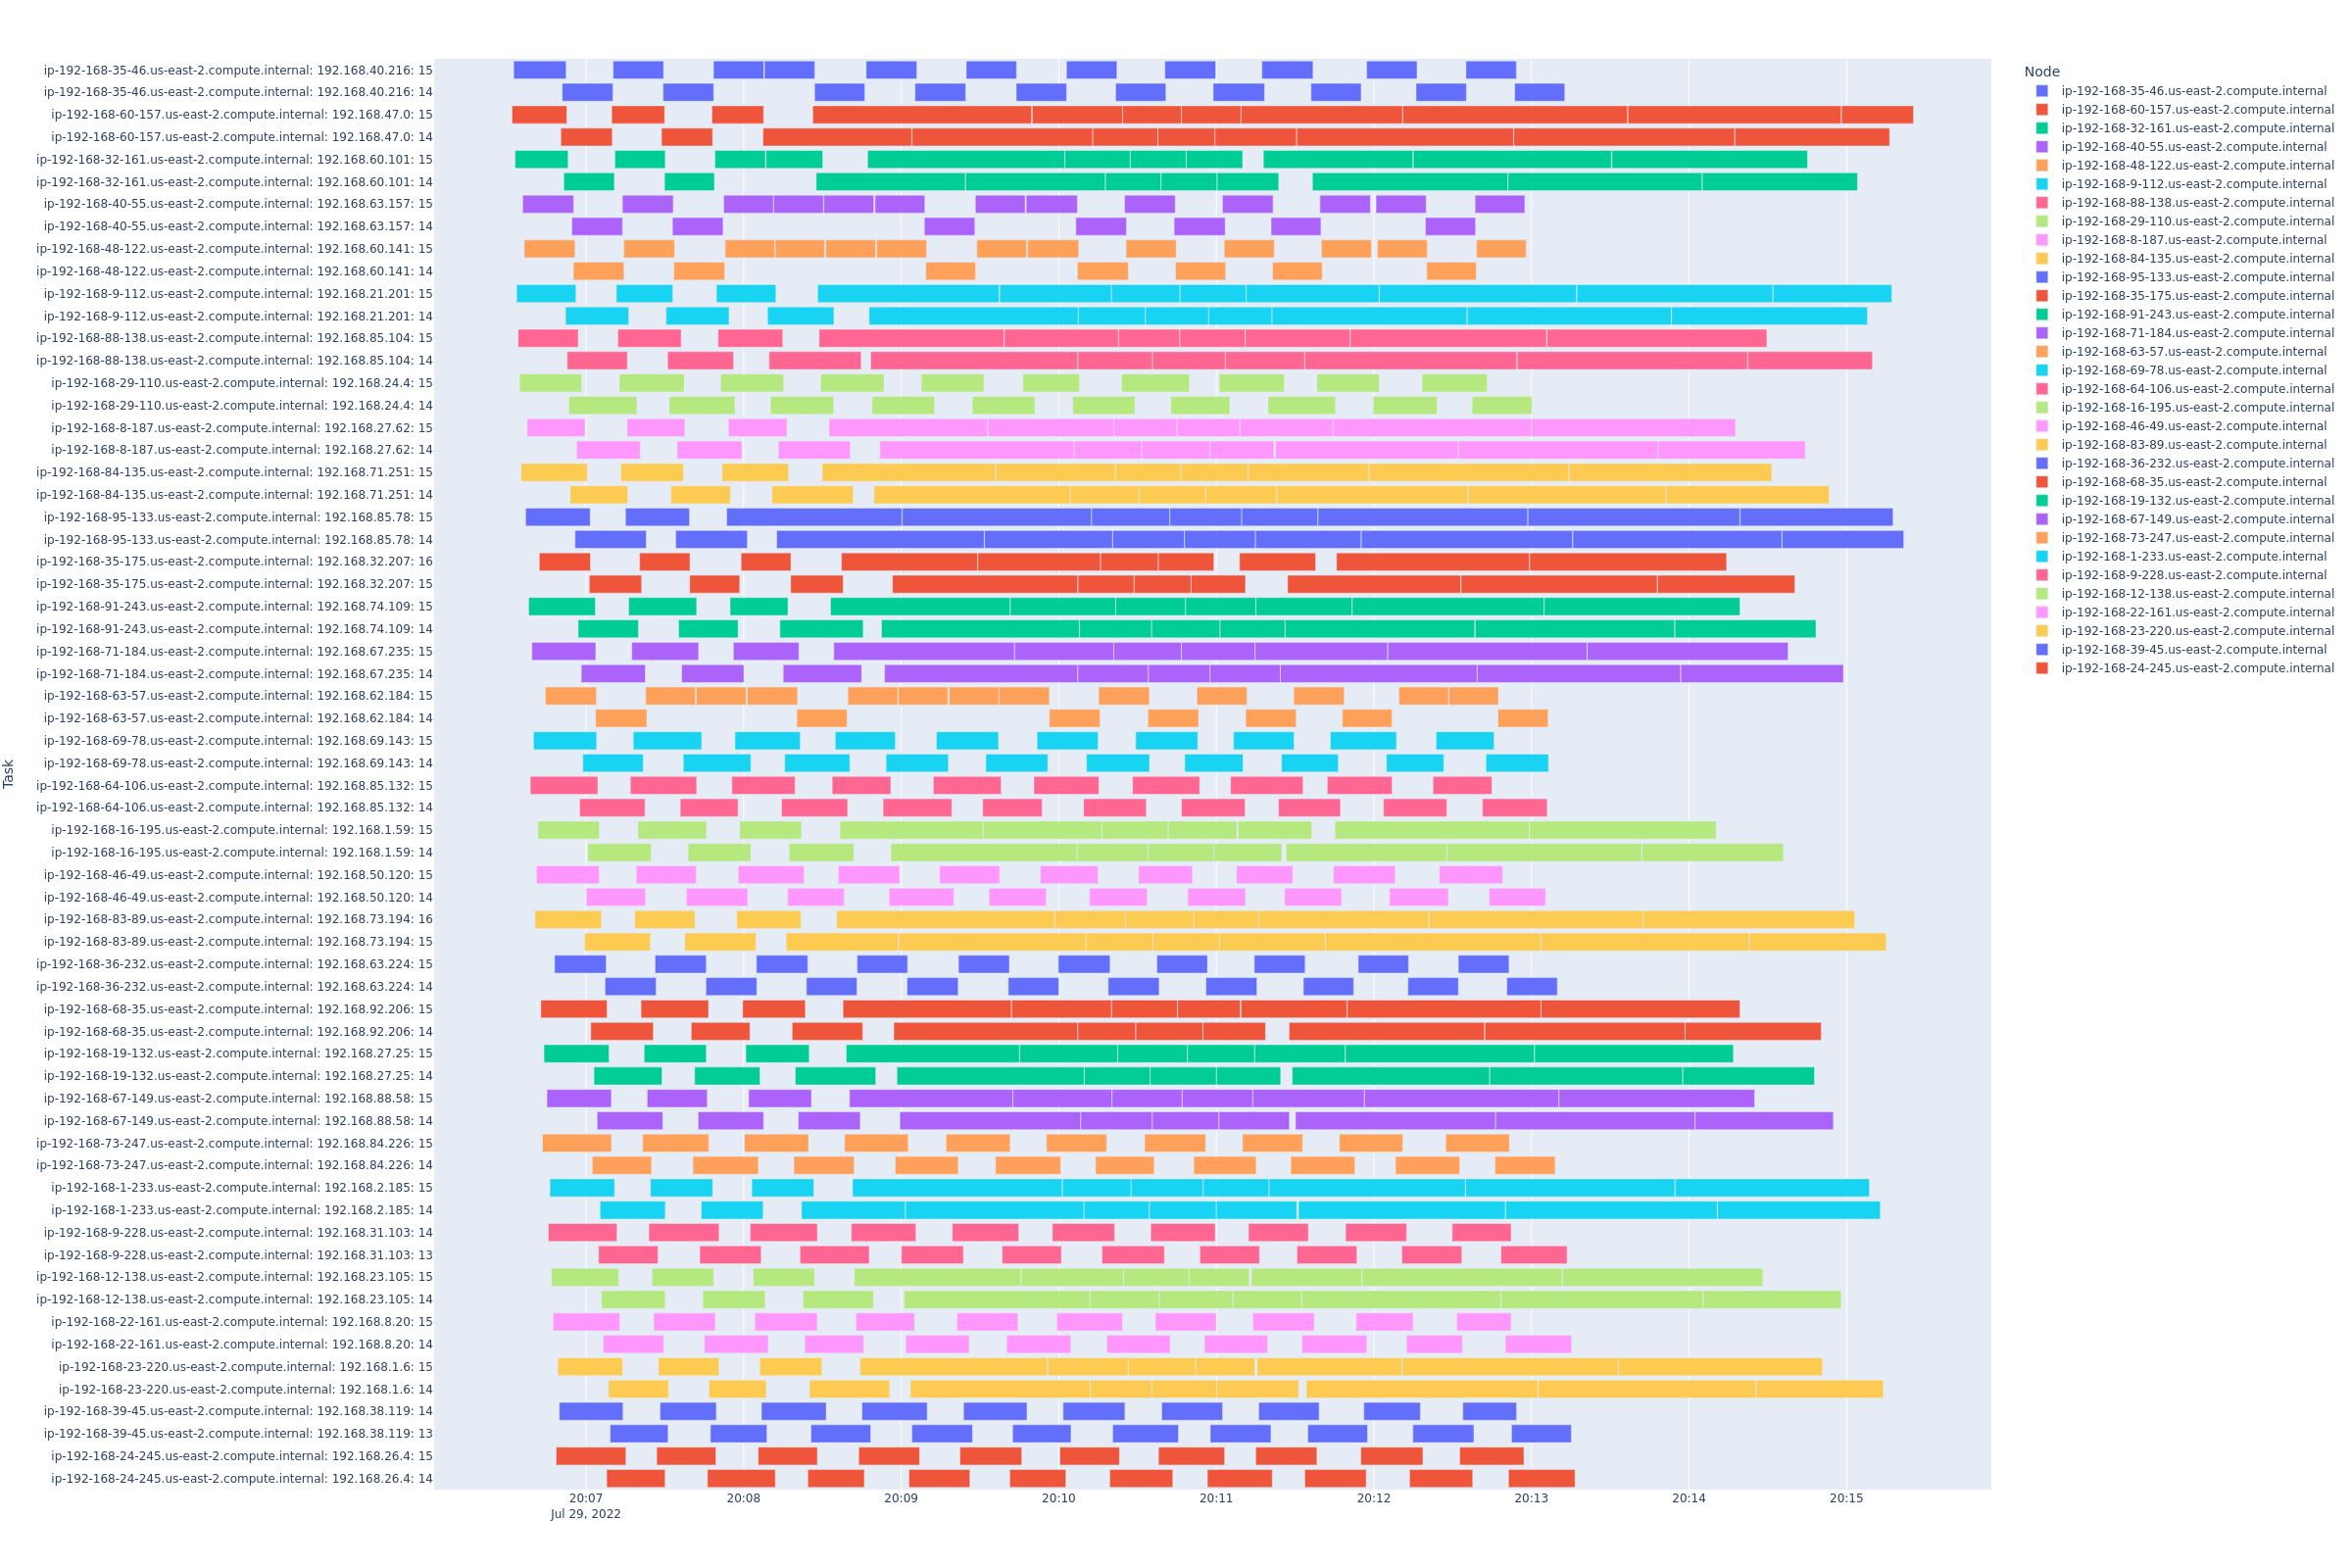 ip-192-168-35-46.us-east-2.compute.internal: 192.168.40.216: 15
ip-192-168-35-46.us-east-2.compute.internal: 192.168.40.216: 14
ip-192-168-60-157.us-east-2.compute.internal: 192.168.47.0: 15
ip-192-168-60-157.us-east-2.compute.internal: 192.168.47.0: 14
ip-192-168-32-161.us-east-2.compute.internal: 192.168.60.101: 15
ip-192-168-32-161.us-east-2.compute.internal: 192.168.60.101: 14
ip-192-168-40-55.us-east-2.compute.internal: 192.168.63.157: 15
ip-192-168-40-55.us-east-2.compute.internal: 192.168.63.157: 14
ip-192-168-48-122.us-east-2.compute.internal: 192.168.60.141: 15
ip-192-168-48-122.us-east-2.compute.internal: 192.168.60.141: 14
ip-192-168-9-112.us-east-2.compute.internal: 192.168.21.201: 15
ip-192-168-9-112.us-east-2.compute.internal: 192.168.21.201: 14
ip-192-168-88-138.us-east-2.compute.internal: 192.168.85.104: 15
ip-192-168-88-138.us-east-2.compute.internal: 192.168.85.104: 14
ip-192-168-29-110.us-east-2.compute.internal: 192.168.24.4: 15
ip-192-168-29-110.us-east-2.compute.internal: 192.168.24.4: 14
ip-192-168-8-187.us-east-2.compute.internal: 192.168.27.62: 15
ip-192-168-8-187.us-east-2.compute.internal: 192.168.27.62: 14
ip-192-168-84-135.us-east-2.compute.internal: 192.168.71.251: 15
ip-192-168-84-135.us-east-2.compute.internal: 192.168.71.251: 14
ip-192-168-95-133.us-east-2.compute.internal: 192.168.85.78: 15
ip-192-168-95-133.us-east-2.compute.internal: 192.168.85.78: 14
ip-192-168-35-175.us-east-2.compute.internal: 192.168.32.207: 16
ip-192-168-35-175.us-east-2.compute.internal: 192.168.32.207: 15
ip-192-168-91-243.us-east-2.compute.internal: 192.168.74.109: 15
ip-192-168-91-243.us-east-2.compute.internal: 192.168.74.109: 14
ip-192-168-71-184.us-east-2.compute.internal: 192.168.67.235: 15
ip-192-168-71-184.us-east-2.compute.internal: 192.168.67.235: 14
ip-192-168-63-57.us-east-2.compute.internal: 192.168.62.184: 15
ip-192-168-63-57.us-east-2.compute.internal: 192.168.62.184: 14
ip-192-168-69-78.us-east-2.compute.internal: 192.168.69.143: 15
ip-192-168-69-78.us-east-2.compute.internal: 192.168.69.143: 14
ip-192-168-64-106.us-east-2.compute.internal: 192.168.85.132: 15
ip-192-168-64-106.us-east-2.compute.internal: 192.168.85.132: 14
ip-192-168-16-195.us-east-2.compute.internal: 192.168.1.59: 15
ip-192-168-16-195.us-east-2.compute.internal: 192.168.1.59: 14
ip-192-168-46-49.us-east-2.compute.internal: 192.168.50.120: 15
ip-192-168-46-49.us-east-2.compute.internal: 192.168.50.120: 14
ip-192-168-83-89.us-east-2.compute.internal: 192.168.73.194: 16
ip-192-168-83-89.us-east-2.compute.internal: 192.168.73.194: 15
ip-192-168-36-232.us-east-2.compute.internal: 192.168.63.224: 15
ip-192-168-36-232.us-east-2.compute.internal: 192.168.63.224: 14
ip-192-168-68-35.us-east-2.compute.internal: 192.168.92.206: 15
ip-192-168-68-35.us-east-2.compute.internal: 192.168.92.206: 14
ip-192-168-19-132.us-east-2.compute.internal: 192.168.27.25: 15
ip-192-168-19-132.us-east-2.compute.internal: 192.168.27.25: 14
ip-192-168-67-149.us-east-2.compute.internal: 192.168.88.58: 15
ip-192-168-67-149.us-east-2.compute.internal: 192.168.88.58: 14
ip-192-168-73-247.us-east-2.compute.internal: 192.168.84.226: 15
ip-192-168-73-247.us-east-2.compute.internal: 192.168.84.226: 14
ip-192-168-1-233.us-east-2.compute.internal: 192.168.2.185: 15
ip-192-168-1-233.us-east-2.compute.internal: 192.168.2.185: 14
ip-192-168-9-228.us-east-2.compute.internal: 192.168.31.103: 14
ip-192-168-9-228.us-east-2.compute.internal: 192.168.31.103: 13
ip-192-168-12-138.us-east-2.compute.internal: 192.168.23.105: 15
ip-192-168-12-138.us-east-2.compute.internal: 192.168.23.105: 14
ip-192-168-22-161.us-east-2.compute.internal: 192.168.8.20: 15
ip-192-168-22-161.us-east-2.compute.internal: 192.168.8.20: 14
ip-192-168-23-220.us-east-2.compute.internal: 192.168.1.6: 15
ip-192-168-23-220.us-east-2.compute.internal: 192.168.1.6: 14
ip-192-168-39-45.us-east-2.compute.internal: 192.168.38.119: 14
ip-192-168-39-45.us-east-2.compute.internal: 192.168.38.119: 13
ip-192-168-24-245.us-east-2.compute.internal: 192.168.26.4: 15
ip-192-168-24-245.us-east-2.compute.internal: 192.168.26.4: 14
Task
20:07 20:08 20:09 20:10 20:11 20:12 20:13 20:14 20:15
Jul 29, 2022
Node
ip-192-168-35-46.us-east-2.compute.internal
ip-192-168-60-157.us-east-2.compute.internal
ip-192-168-32-161.us-east-2.compute.internal
ip-192-168-40-55.us-east-2.compute.internal
ip-192-168-48-122.us-east-2.compute.internal
ip-192-168-9-112.us-east-2.compute.internal
ip-192-168-88-138.us-east-2.compute.internal
ip-192-168-29-110.us-east-2.compute.internal
ip-192-168-8-187.us-east-2.compute.internal
ip-192-168-84-135.us-east-2.compute.internal
ip-192-168-95-133.us-east-2.compute.internal
ip-192-168-35-175.us-east-2.compute.internal
ip-192-168-91-243.us-east-2.compute.internal
ip-192-168-71-184.us-east-2.compute.internal
ip-192-168-63-57.us-east-2.compute.internal
ip-192-168-69-78.us-east-2.compute.internal
ip-192-168-64-106.us-east-2.compute.internal
ip-192-168-16-195.us-east-2.compute.internal
ip-192-168-46-49.us-east-2.compute.internal
ip-192-168-83-89.us-east-2.compute.internal
ip-192-168-36-232.us-east-2.compute.internal
ip-192-168-68-35.us-east-2.compute.internal
ip-192-168-19-132.us-east-2.compute.internal
ip-192-168-67-149.us-east-2.compute.internal
ip-192-168-73-247.us-east-2.compute.internal
ip-192-168-1-233.us-east-2.compute.internal
ip-192-168-9-228.us-east-2.compute.internal
ip-192-168-12-138.us-east-2.compute.internal
ip-192-168-22-161.us-east-2.compute.internal
ip-192-168-23-220.us-east-2.compute.internal
ip-192-168-39-45.us-east-2.compute.internal
ip-192-168-24-245.us-east-2.compute.internal